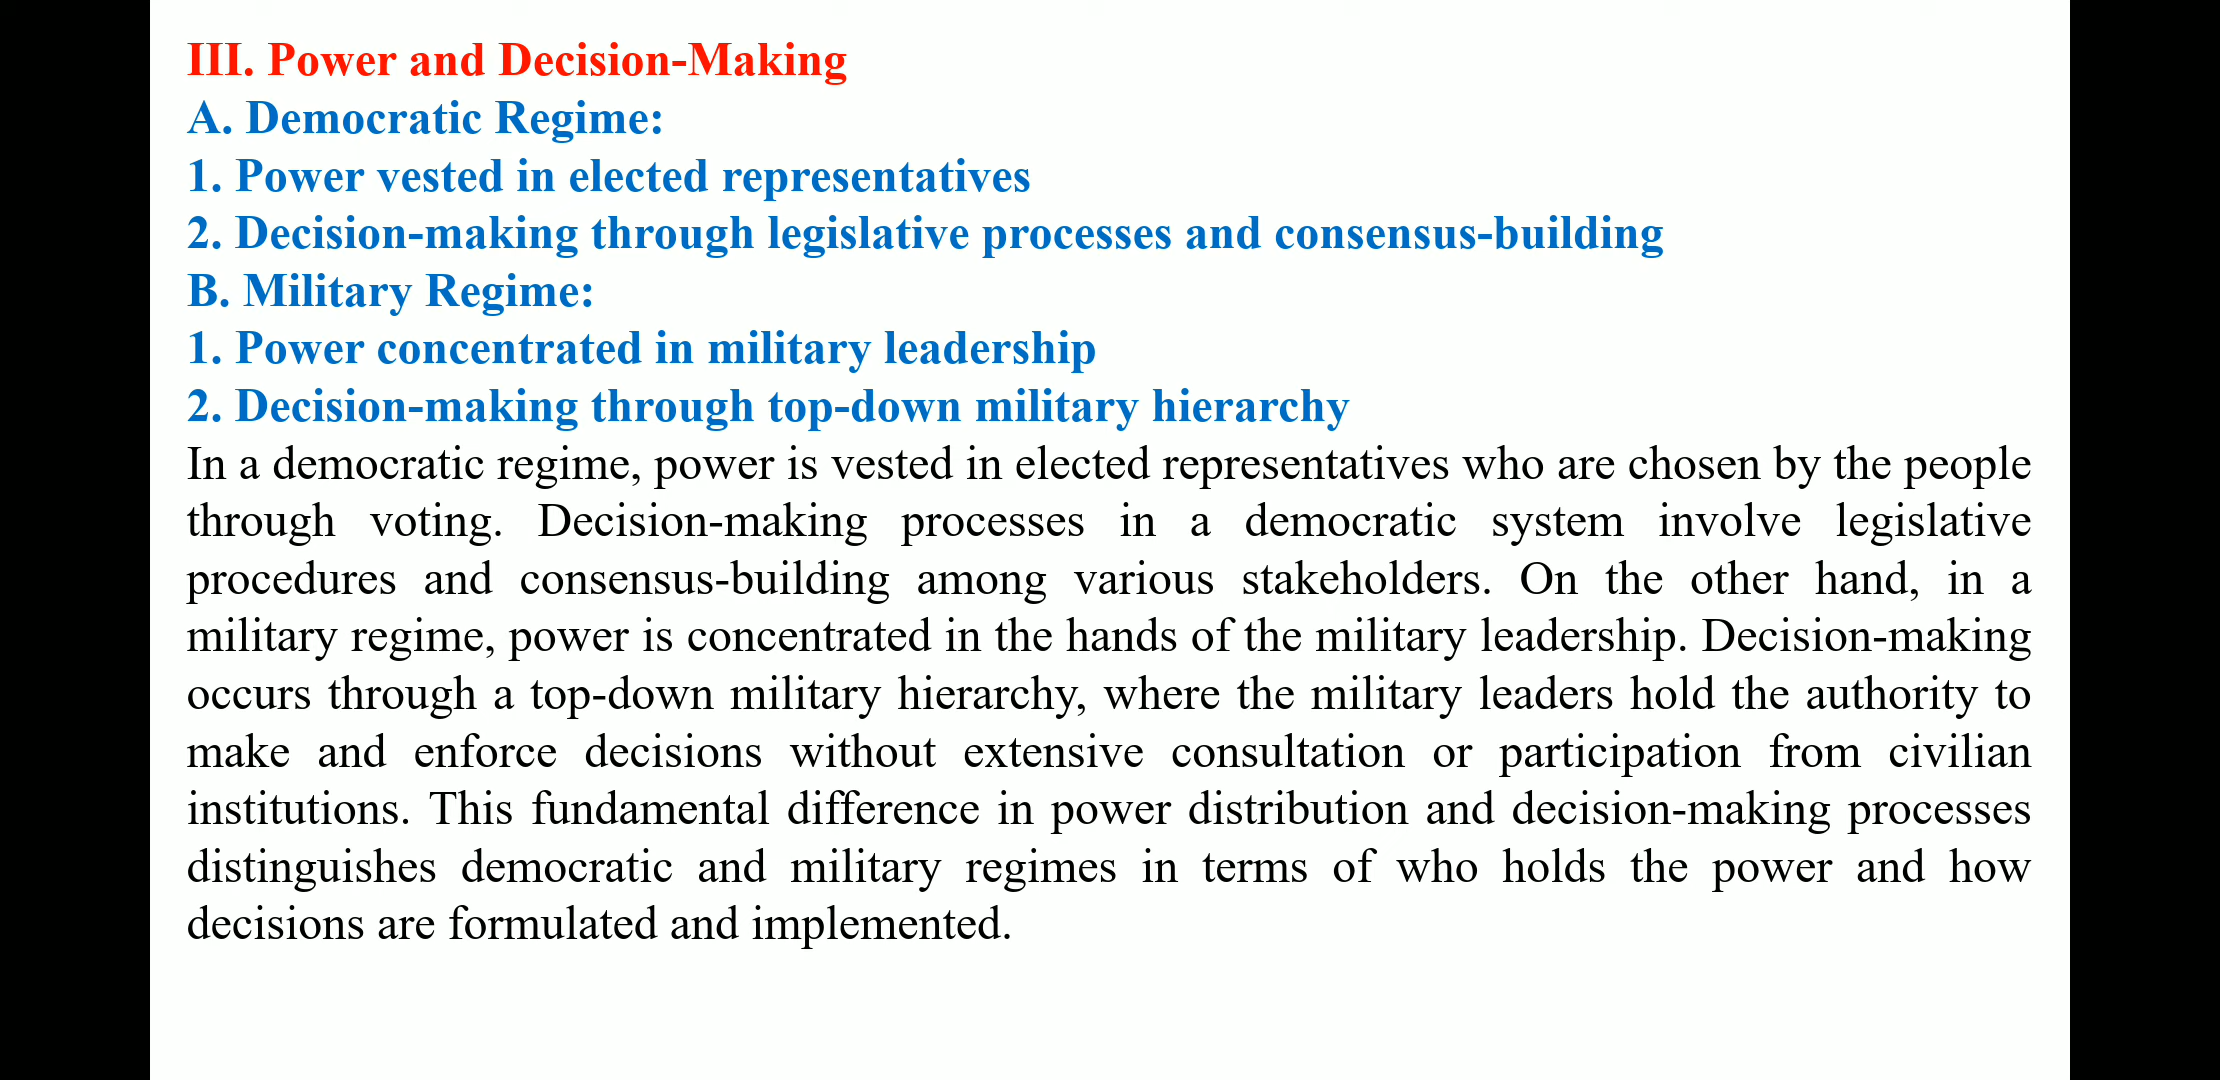 III. Power and Decision-Making
A. Democratic Regime:
1. Power vested in elected representatives
2. Decision-making through legislative processes and consensus-building
B. Military Regime:
1. Power concentrated in military leadership
2. Decision-making through top-down military hierarchy
In a democratic regime, power is vested in elected representatives who are chosen by the people
through voting. Decision-making processes in a democratic system involve legislative
procedures and consensus-building among various stakeholders. On the other hand, in a
military regime, power is concentrated in the hands of the military leadership. Decision-making
occurs through a top-down military hierarchy, where the military leaders hold the authority to
make and enforce decisions without extensive consultation or participation from civilian
institutions. This fundamental difference in power distribution and decision-making processes
distinguishes democratic and military regimes in terms of who holds the power and how
decisions are formulated and implemented.